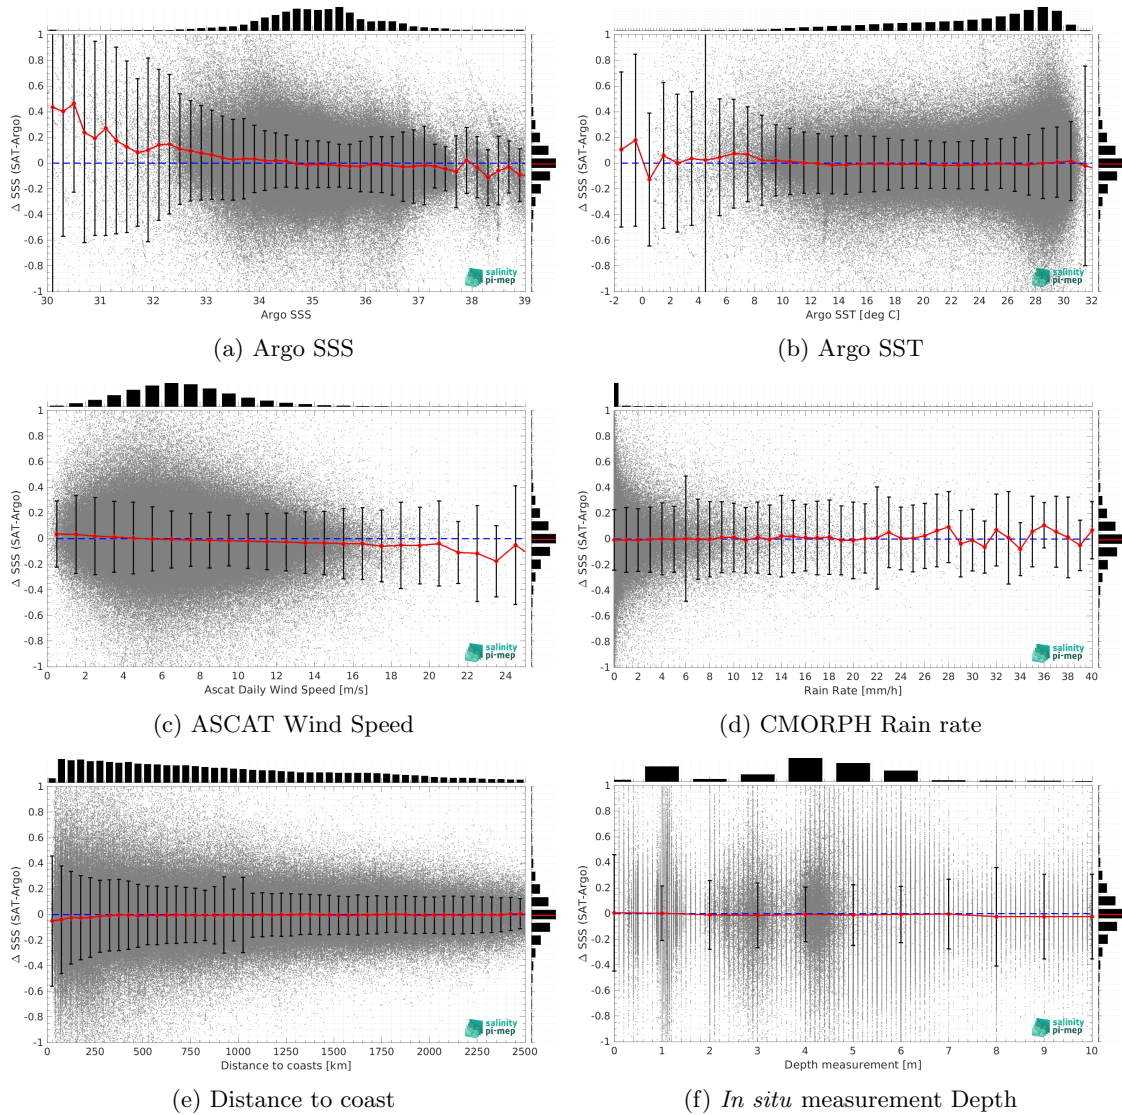 1
0.8
0.6
0.4
0.2
0
-0.2
-0.4
-0.6
-0.8
-1
Δ SSS (SAT-Argo)
salinity
pi-mep
30 31 32 33 34 35 36 37 38 39
Argo SSS
(a) Argo SSS
1
0.8
0.6
0.4
0.2
0
-0.2
-0.4
-0.6
-0.8
-1
Δ SSS (SAT-Argo)
salinity
pi-mep
-2 0 2 4 6 8 10 12 14 16 18 20 22 24 26 28 30 32
Argo SST [deg C]
(b) Argo SST
1
0.8
0.6
0.4
0.2
0
-0.2
-0.4
-0.6
-0.8
-1
Δ SSS (SAT-Argo)
salinity
pi-mep
0 2 4 6 8 10 12 14 16 18 20 22 24
Ascat Daily Wind Speed [m/s]
(c) ASCAT Wind Speed
1
0.8
0.6
0.4
0.2
0
-0.2
-0.4
-0.6
-0.8
-1
Δ SSS (SAT-Argo)
salinity
pi-mep
0 2 4 6 8 10 12 14 16 18 20 22 24 26 28 30 32 34 36 38 40
Rain Rate [mm/h]
(d) CMORPH Rain rate
1
0.8
0.6
0.4
0.2
0
-0.2
-0.4
-0.6
-0.8
-1
Δ SSS (SAT-Argo)
salinity
pi-mep
0 250 500 750 1000 1250 1500 1750 2000 2250 2500
Distance to coasts [km]
(e) Distance to coast
1
0.8
0.6
0.4
0.2
0
-0.2
-0.4
-0.6
-0.8
-1
Δ SSS (SAT-Argo)
salinity
pi-mep
0 1 2 3 4 5 6 7 8 9 10
Depth measurement [m]
(f) In situ measurement Depth